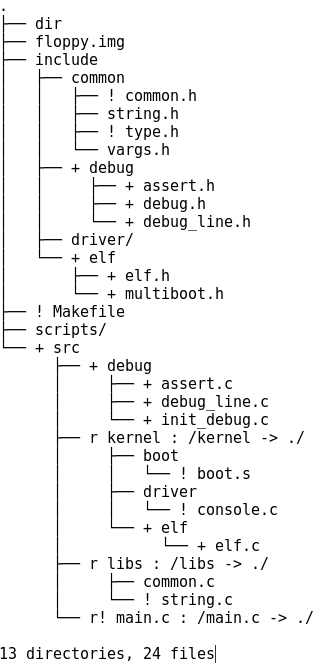 .
├── dir
├── floppy.img
├── include
│   ├── common
│   │   ├── ! common.h
│   │   ├── string.h
│   │   ├── ! type.h
│   │   └── vargs.h
│   ├── + debug
│   │     ├── + assert.h
│   │     ├── + debug.h
│   │     └── + debug_line.h
│   ├── driver/
│   └── + elf
│       ├── + elf.h
│       └── + multiboot.h
├── ! Makefile
├── scripts/
└── + src
      ├── + debug
      │     ├── + assert.c
      │     ├── + debug_line.c
      │     └── + init_debug.c
      ├── r kernel : /kernel -> ./
      │     ├── boot
      │     │   └── ! boot.s
      │     ├── driver
      │     │   └── ! console.c
      │     └── + elf
      │           └── + elf.c
      ├── r libs : /libs -> ./
      │     ├── common.c
      │     └── ! string.c
      └── r! main.c : /main.c -> ./
13 directories, 24 files